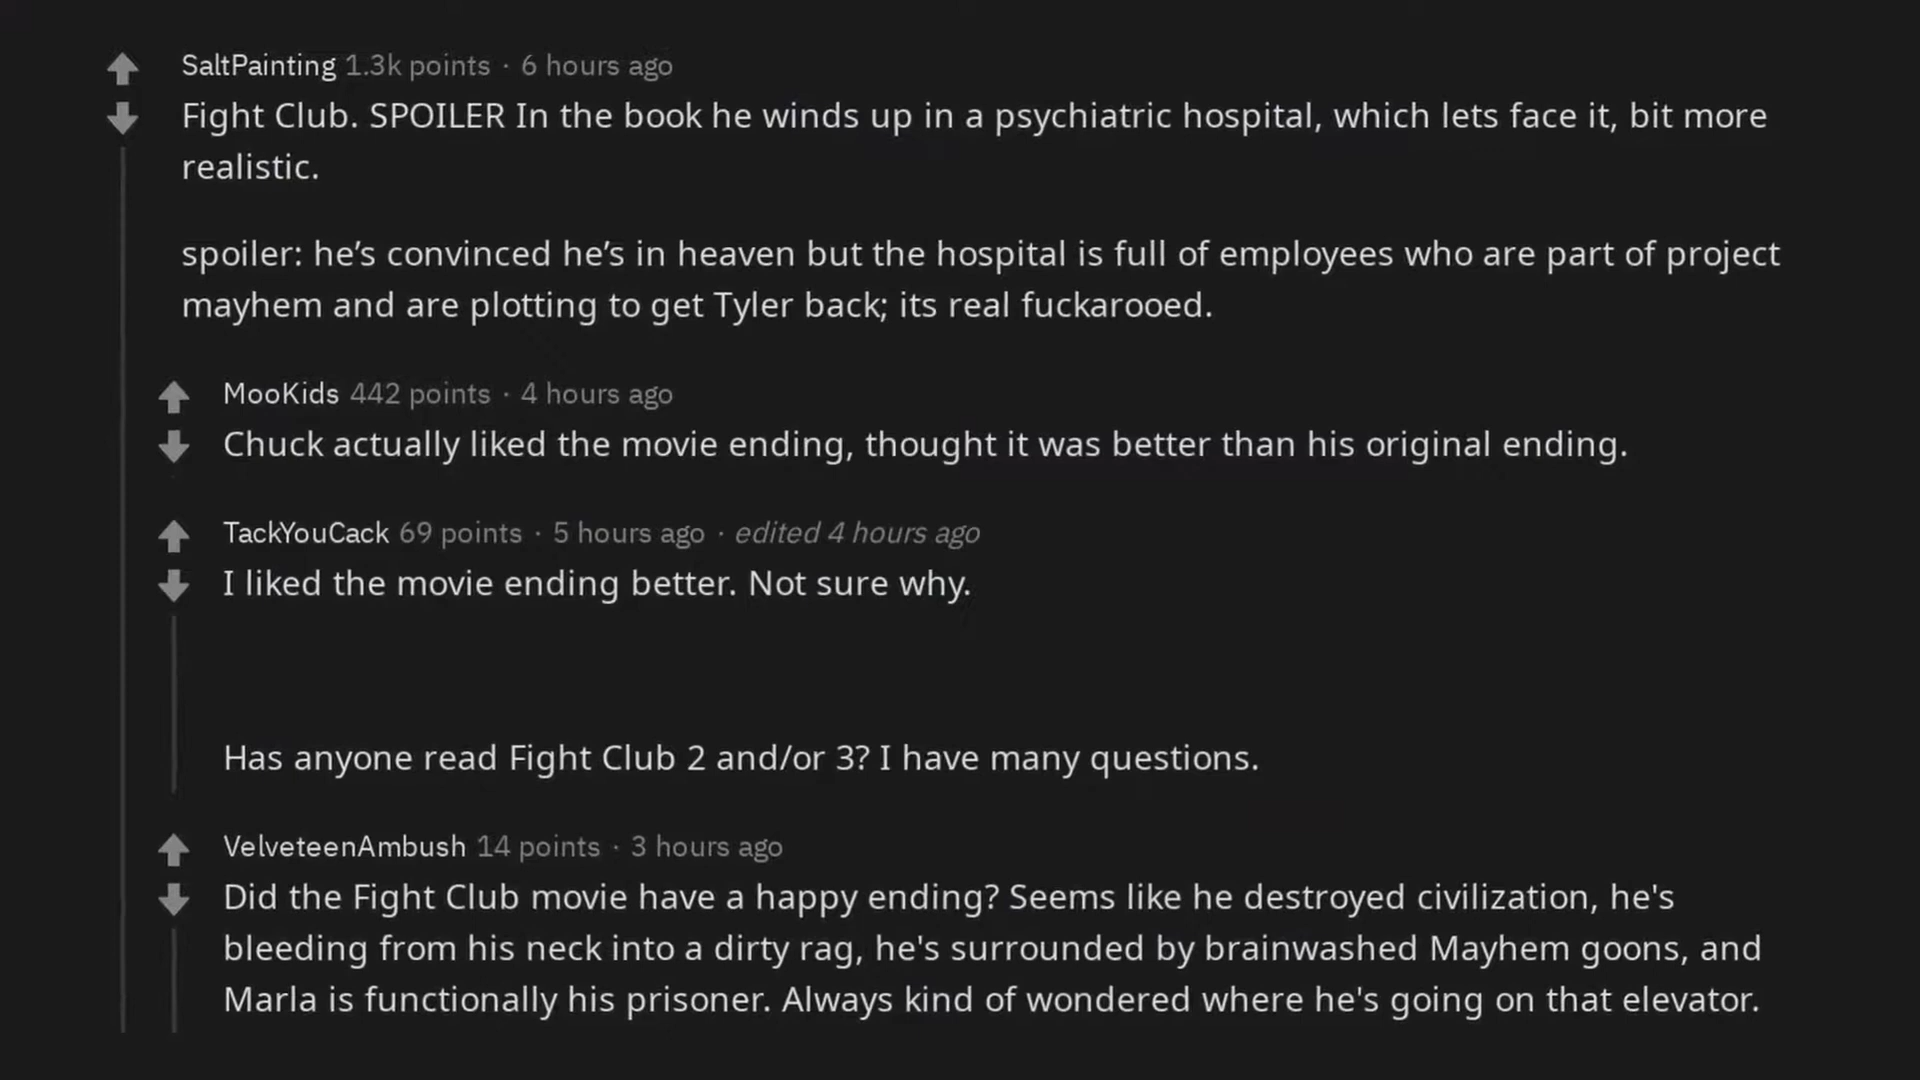 SaltPainting 1.3k points · 6 hours ago
Fight Club. SPOILER In the book he winds up in a psychiatric hospital, which lets face it, bit more
realistic.
spoiler: he’s convinced he’s in heaven but the hospital is full of employees who are part of project
mayhem and are plotting to get Tyler back; its real fuckarooed.
MooKids 442 points · 4 hours ago
Chuck actually liked the movie ending, thought it was better than his original ending.
TackYouCack 69 points · 5 hours ago · edited 4 hours ago
I liked the movie ending better. Not sure why.
Has anyone read Fight Club 2 and/or 3? I have many questions.
VelveteenAmbush 14 points · 3 hours ago
Did the Fight Club movie have a happy ending? Seems like he destroyed civilization, he's
bleeding from his neck into a dirty rag, he's surrounded by brainwashed Mayhem goons, and
Marla is functionally his prisoner. Always kind of wondered where he's going on that elevator.